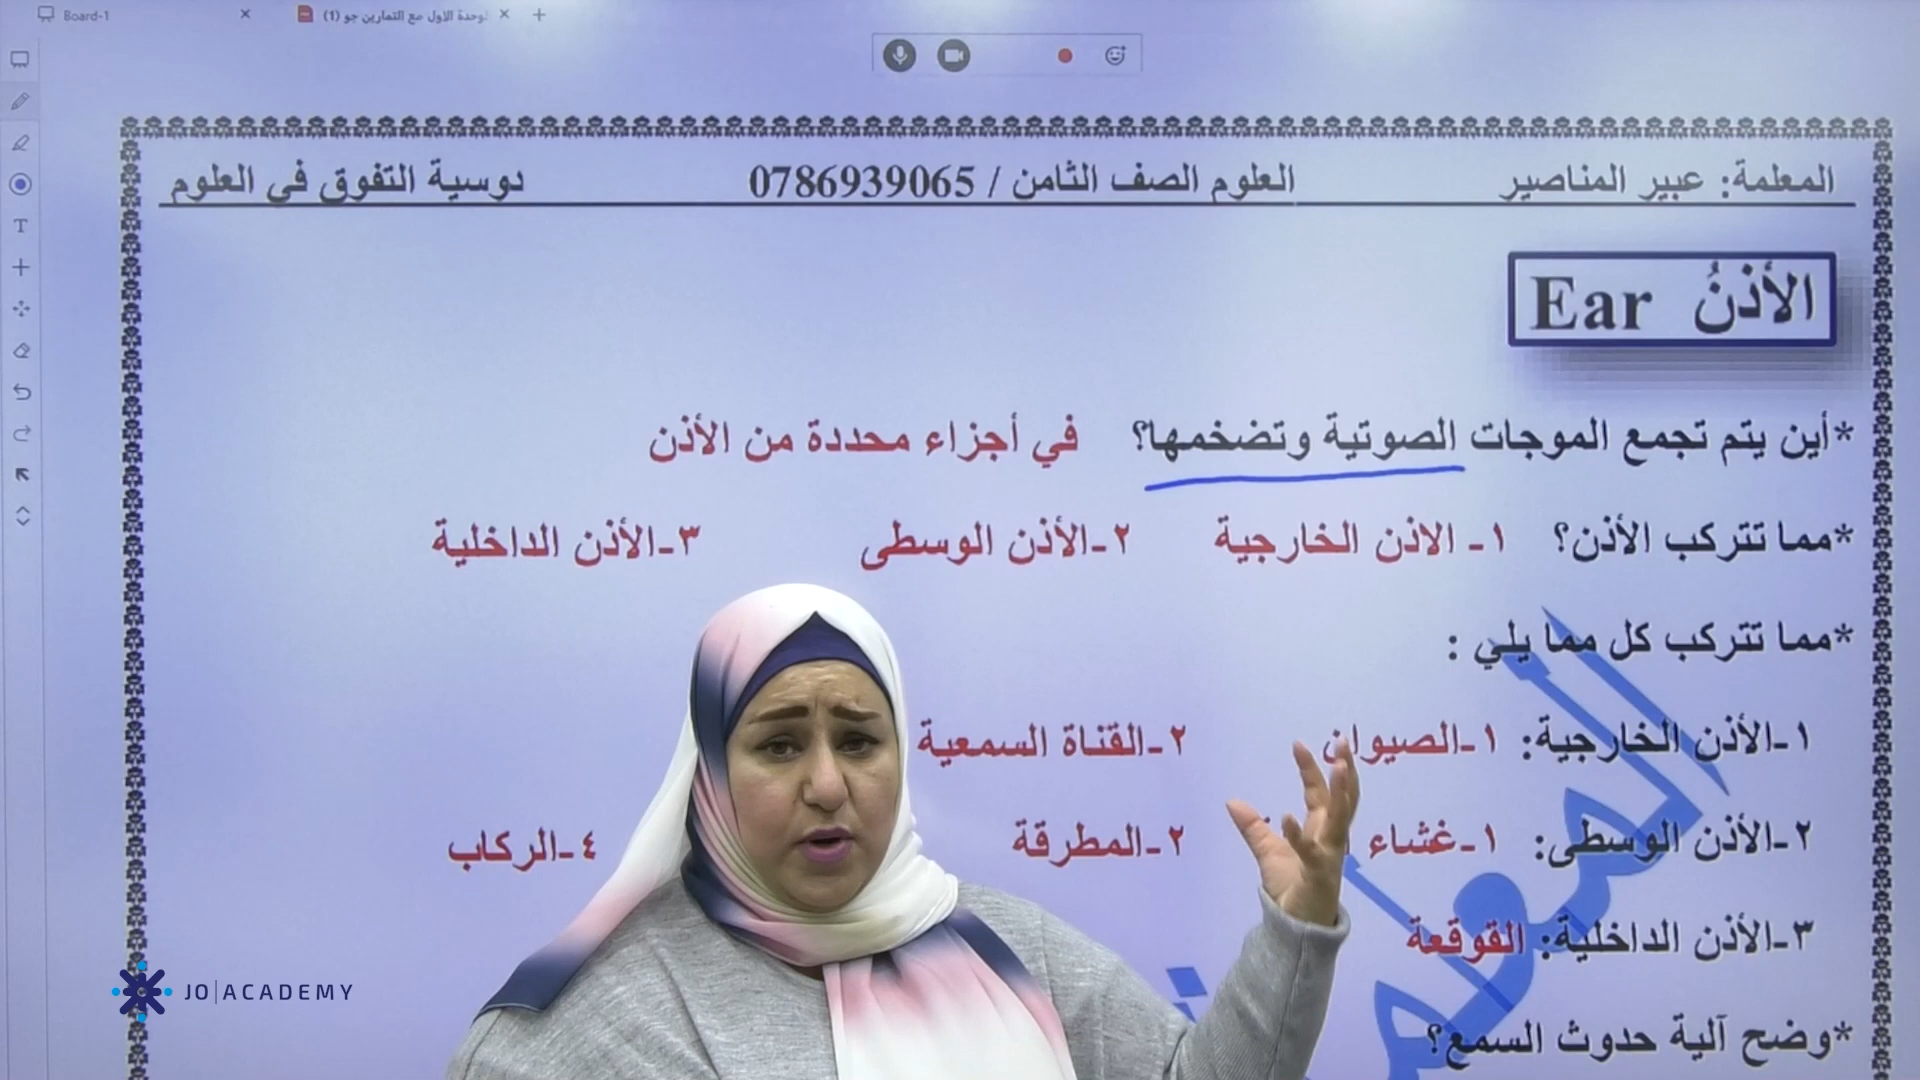 Board-1
لوحدة الاول مع التمارين جو (1)
المعلمة: عبير المناصير
العلوم الصف الثامن / 0786939065
دوسية التفوق في العلوم
الأذنُ Ear
*أين يتم تجمع الموجات الصوتية وتضخمها؟ في أجزاء محددة من الأذن
*مما تتركب الأذن؟ ١- الاذن الخارجية ٢-الأذن الوسطى ٣-الأذن الداخلية
*مما تتركب كل مما يلي :
١-الأذن الخارجية: ١-الصيوان ٢-القناة السمعية
٢-الأذن الوسطى: ١-غشاء ٢-المطرقة ٤-الركاب
٣-الأذن الداخلية: القوقعة
*وضح آلية حدوث السمع؟
JO ACADEMY